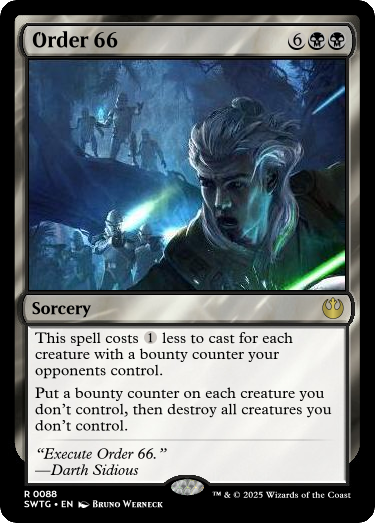 Order 66 6
Sorcery
This spell costs 1 less to cast for each
creature with a bounty counter your
opponents control.
Put a bounty counter on each creature you
don't control, then destroy all creatures you
don't control.
“Execute Order 66.”
—Darth Sidious
R 0088
SWTG • EN Bruno Werneck
™ & © 2025 Wizards of the Coast